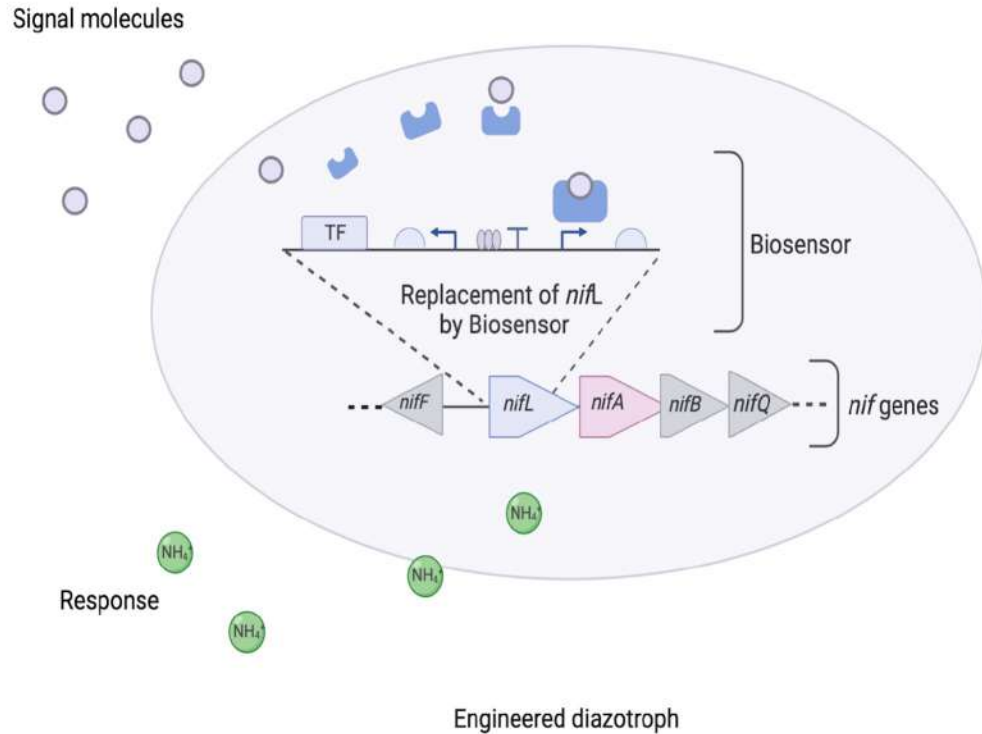 Signal molecules
TF
Biosensor
Replacement of nifL
by Biosensor
nifF
nifL
nifA
nifB
nifQ
nif genes
NH₄⁺
NH₄⁺
NH₄⁺
Response
NH₄⁺
Engineered diazotroph